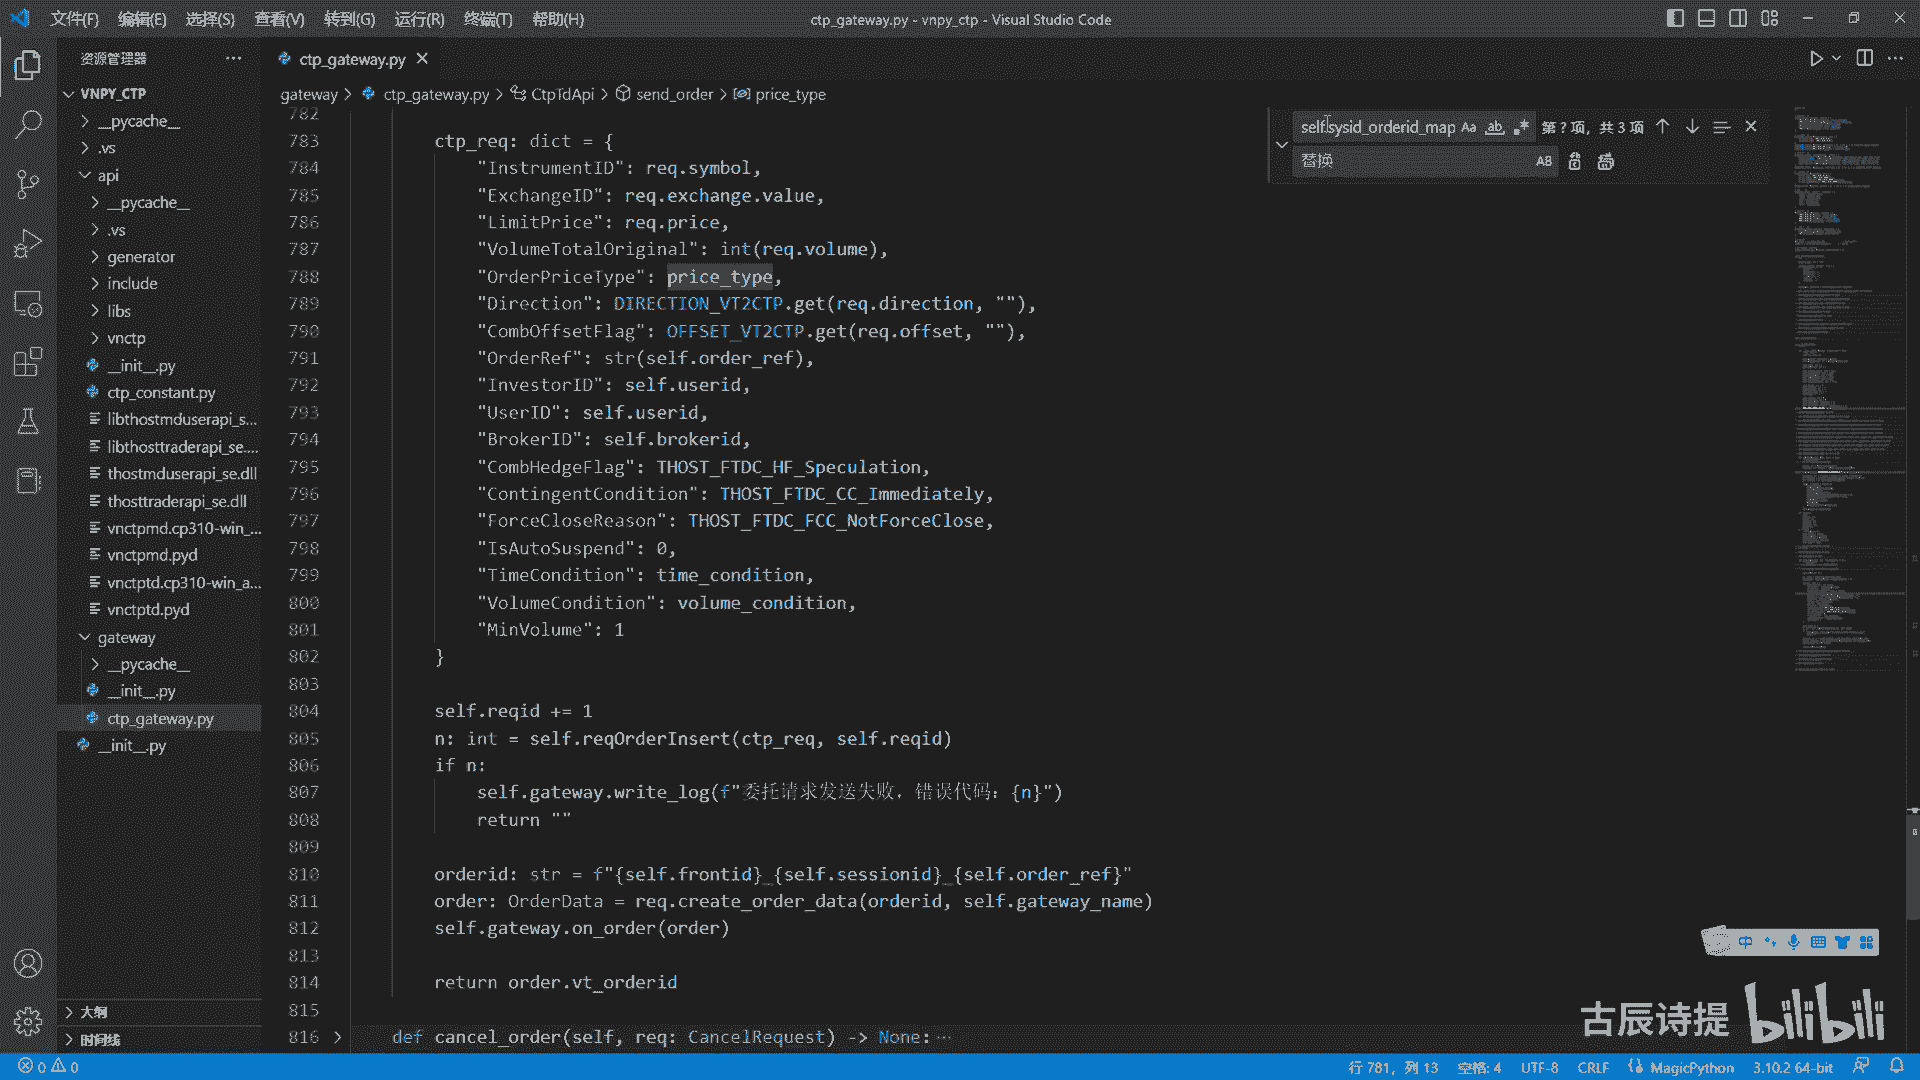 文件(F) 编辑(E) 选择(S) 查看(V) 转到(G) 运行(R) 终端(T) 帮助(H) ctp_gateway.py - vnpy_ctp - Visual Studio Code
资源管理器
ctp_gateway.py
VNPY_CTP
gateway > ctp_gateway.py > CtpTdApi > send_order > price_type
__pycache__
.vs
api
__pycache__
.vs
generator
include
libs
vnctp
__init__.py
ctp_constant.py
libthostmduserapi_s...
libthosttraderapi_se....
thostmduserapi_se.dll
thosttraderapi_se.dll
vnctpmd.cp310-win_...
vnctpmd.pyd
vnctptd.cp310-win_a...
vnctptd.pyd
gateway
__pycache__
__init__.py
ctp_gateway.py
__init__.py
大纲
时间线
self.sysid_orderid_map Aa ab .* 第 ? 项, 共 3 项
替换 AB
782
783 ctp_req: dict = {
784 "InstrumentID": req.symbol,
785 "ExchangeID": req.exchange.value,
786 "LimitPrice": req.price,
787 "VolumeTotalOriginal": int(req.volume),
788 "OrderPriceType": price_type,
789 "Direction": DIRECTION_VT2CTP.get(req.direction, ""),
790 "CombOffsetFlag": OFFSET_VT2CTP.get(req.offset, ""),
791 "OrderRef": str(self.order_ref),
792 "InvestorID": self.userid,
793 "UserID": self.userid,
794 "BrokerID": self.brokerid,
795 "CombHedgeFlag": THOST_FTDC_HF_Speculation,
796 "ContingentCondition": THOST_FTDC_CC_Immediately,
797 "ForceCloseReason": THOST_FTDC_FCC_NotForceClose,
798 "IsAutoSuspend": 0,
799 "TimeCondition": time_condition,
800 "VolumeCondition": volume_condition,
801 "MinVolume": 1
802 }
803
804 self.reqid += 1
805 n: int = self.reqOrderInsert(ctp_req, self.reqid)
806 if n:
807 self.gateway.write_log(f"委托请求发送失败，错误代码：{n}")
808 return ""
809
810 orderid: str = f"{self.frontid}_{self.sessionid}_{self.order_ref}"
811 order: OrderData = req.create_order_data(orderid, self.gateway_name)
812 self.gateway.on_order(order)
813
814 return order.vt_orderid
815
816 def cancel_order(self, req: CancelRequest) -> None:···
中
古辰诗提 bilibili
0 0 行 781，列 13 空格: 4 UTF-8 CRLF MagicPython 3.10.2 64-bit